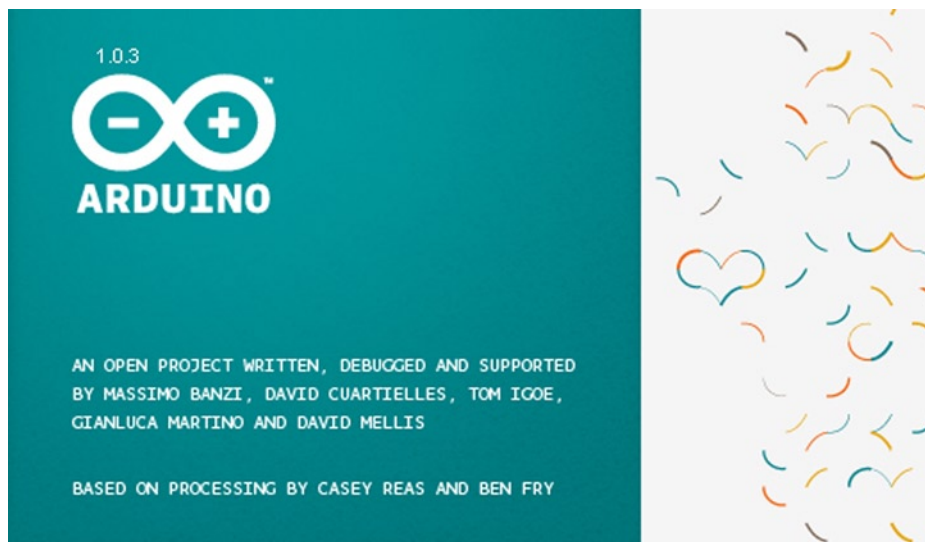 1.0.3
™
ARDUINO
AN OPEN PROJECT WRITTEN, DEBUGGED AND SUPPORTED
BY MASSIMO BANZI, DAVID CUARTIELLES, TOM IGOE,
GIANLUCA MARTINO AND DAVID MELLIS
BASED ON PROCESSING BY CASEY REAS AND BEN FRY